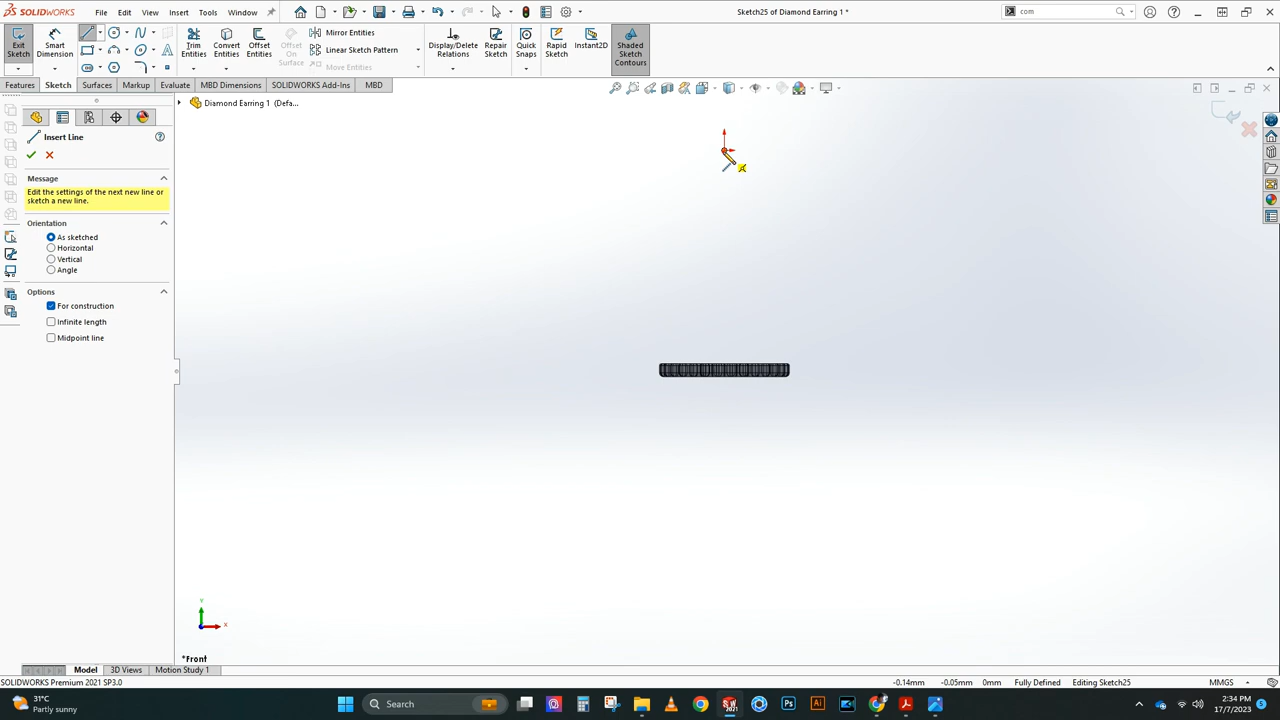 SOLIDWORKS File Edit View Insert Tools Window Sketch25 of Diamond Earring 1 * com
Exit Sketch
Smart Dimension
Trim Entities
Convert Entities
Offset Entities
Offset On Surface
Mirror Entities
Linear Sketch Pattern
Move Entities
Display/Delete Relations
Repair Sketch
Quick Snaps
Rapid Sketch
Instant2D
Shaded Sketch Contours
Features Sketch Surfaces Markup Evaluate MBD Dimensions SOLIDWORKS Add-Ins MBD
Diamond Earring 1 (Defa...
Insert Line
Message
Edit the settings of the next new line or
sketch a new line.
Orientation
As sketched
Horizontal
Vertical
Angle
Options
For construction
Infinite length
Midpoint line
Y
X
*Front
Model 3D Views Motion Study 1
SOLIDWORKS Premium 2021 SP3.0 -0.14mm -0.05mm 0mm Fully Defined Editing Sketch25 MMGS
31°C
Partly sunny
Search
2:34 PM
17/7/2023